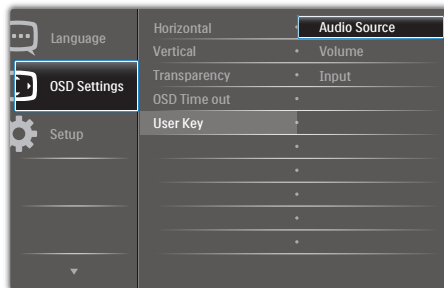 Language
OSD Settings
Setup
Horizontal
Vertical
Transparency
OSD Time out
User Key
Audio Source
Volume
Input